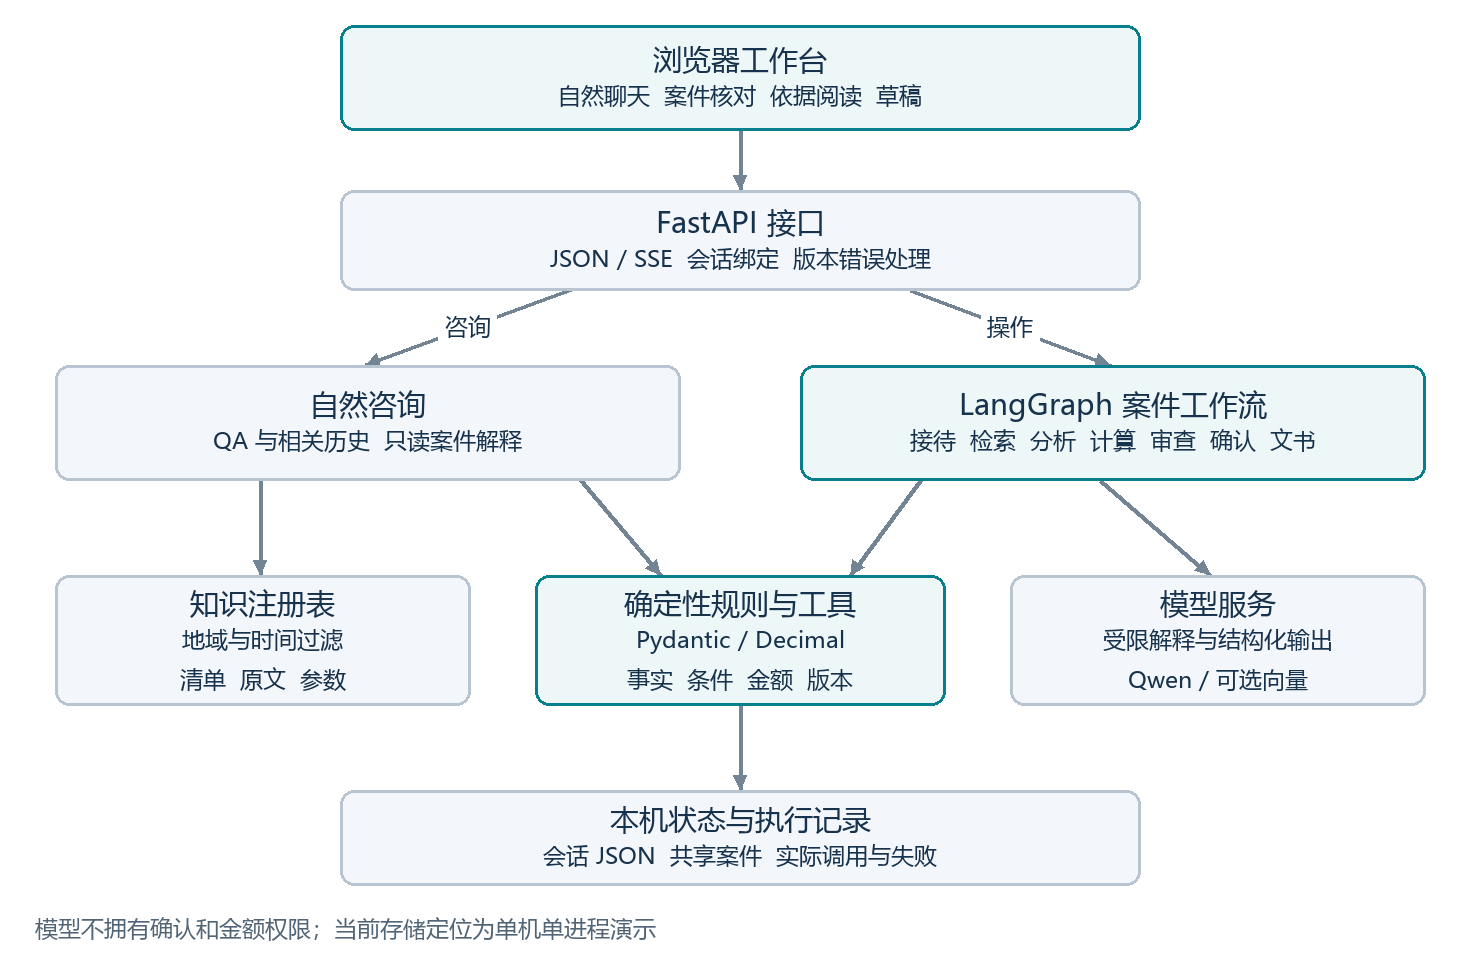 浏览器工作台
自然聊天 案件核对 依据阅读 草稿
FastAPI 接口
JSON / SSE 会话绑定 版本错误处理
咨询
操作
自然咨询
QA 与相关历史 只读案件解释
LangGraph 案件工作流
接待 检索 分析 计算 审查 确认 文书
知识注册表
地域与时间过滤
清单 原文 参数
确定性规则与工具
Pydantic / Decimal
事实 条件 金额 版本
模型服务
受限解释与结构化输出
Qwen / 可选向量
本机状态与执行记录
会话 JSON 共享案件 实际调用与失败
模型不拥有确认和金额权限；当前存储定位为单机单进程演示